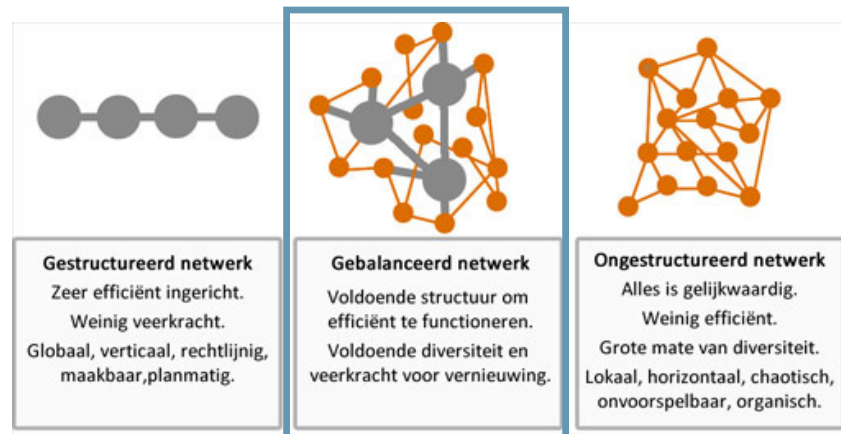 Gestructureerd netwerk
Zeer efficiënt ingericht.
Weinig veerkracht.
Globaal, verticaal, rechtlijnig,
maakbaar,planmatig.
Gebalanceerd netwerk
Voldoende structuur om
efficiënt te functioneren.
Voldoende diversiteit en
veerkracht voor vernieuwing.
Ongestructureerd netwerk
Alles is gelijkwaardig.
Weinig efficiënt.
Grote mate van diversiteit.
Lokaal, horizontaal, chaotisch,
onvoorspelbaar, organisch.